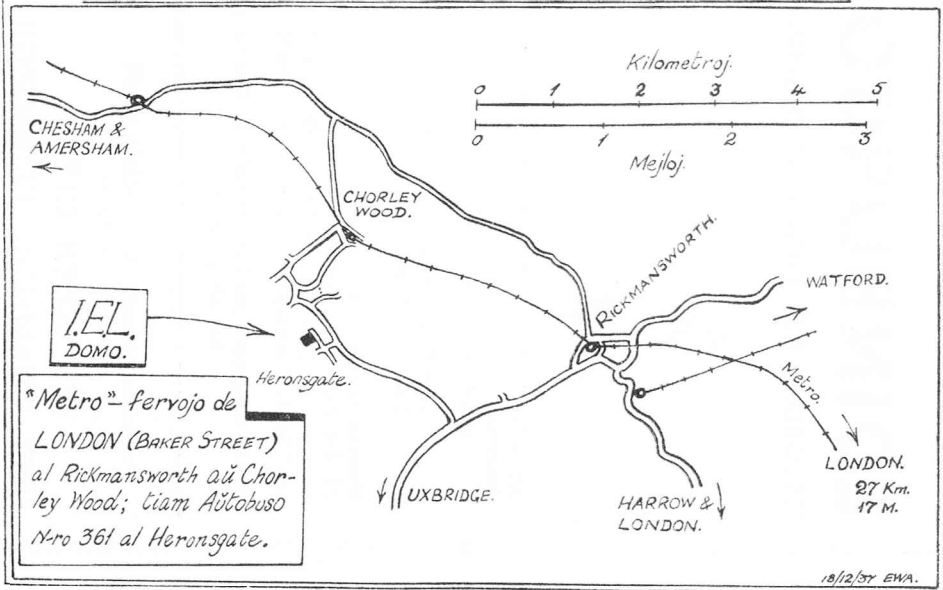 Kilometroj.
0 1 2 3 4 5
0 1 2 3
Mejloj.
CHESHAM &
AMERSHAM.
CHORLEY
WOOD.
RICKMANSWORTH.
WATFORD.
I.E.L.
DOMO.
Heronsgate.
Metro.
"Metro"-fervojo de
LONDON (BAKER STREET)
al Rickmansworth aŭ Chor-
ley Wood; tiam Aŭtobuso
N-ro 361 al Heronsgate.
UXBRIDGE.
HARROW &
LONDON.
LONDON.
27 Km.
17 M.
18/12/37 EWA.